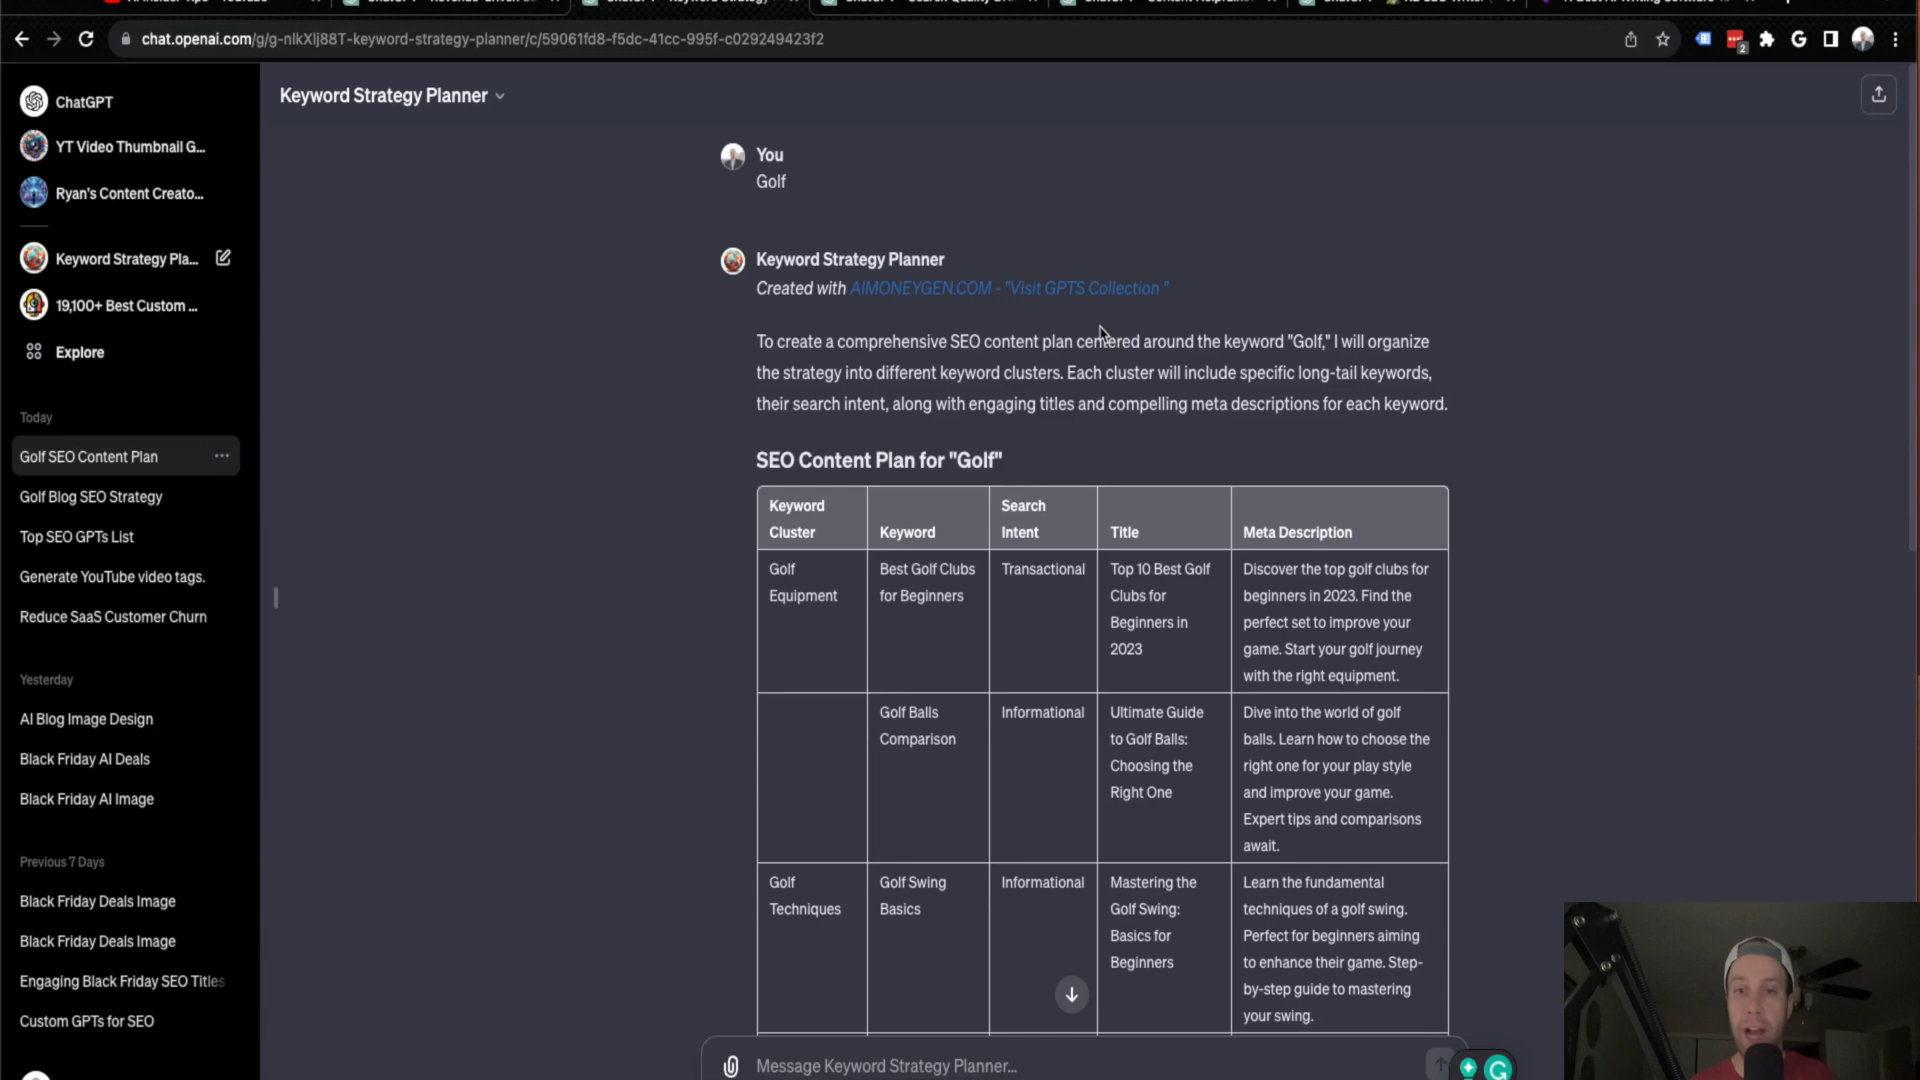 chat.openai.com/g/g-nlkXlj88T-keyword-strategy-planner/c/59061fd8-f5dc-41cc-995f-c029249423f2
2
ChatGPT
YT Video Thumbnail G...
Ryan's Content Creato...
Keyword Strategy Pla...
19,100+ Best Custom ...
Explore
Today
Golf SEO Content Plan
Golf Blog SEO Strategy
Top SEO GPTs List
Generate YouTube video tags.
Reduce SaaS Customer Churn
Yesterday
AI Blog Image Design
Black Friday AI Deals
Black Friday AI Image
Previous 7 Days
Black Friday Deals Image
Black Friday Deals Image
Engaging Black Friday SEO Titles
Custom GPTs for SEO
Keyword Strategy Planner
You
Golf
Keyword Strategy Planner
Created with AIMONEYGEN.COM - "Visit GPTS Collection "
To create a comprehensive SEO content plan centered around the keyword "Golf," I will organize
the strategy into different keyword clusters. Each cluster will include specific long-tail keywords,
their search intent, along with engaging titles and compelling meta descriptions for each keyword.
SEO Content Plan for "Golf"
Keyword
Cluster
Keyword
Search
Intent
Title
Meta Description
Golf
Equipment
Best Golf Clubs
for Beginners
Transactional
Top 10 Best Golf
Clubs for
Beginners in
2023
Discover the top golf clubs for
beginners in 2023. Find the
perfect set to improve your
game. Start your golf journey
with the right equipment.
Golf Balls
Comparison
Informational
Ultimate Guide
to Golf Balls:
Choosing the
Right One
Dive into the world of golf
balls. Learn how to choose the
right one for your play style
and improve your game.
Expert tips and comparisons
await.
Golf
Techniques
Golf Swing
Basics
Informational
Mastering the
Golf Swing:
Basics for
Beginners
Learn the fundamental
techniques of a golf swing.
Perfect for beginners aiming
to enhance their game. Step-
by-step guide to mastering
your swing.
Message Keyword Strategy Planner...